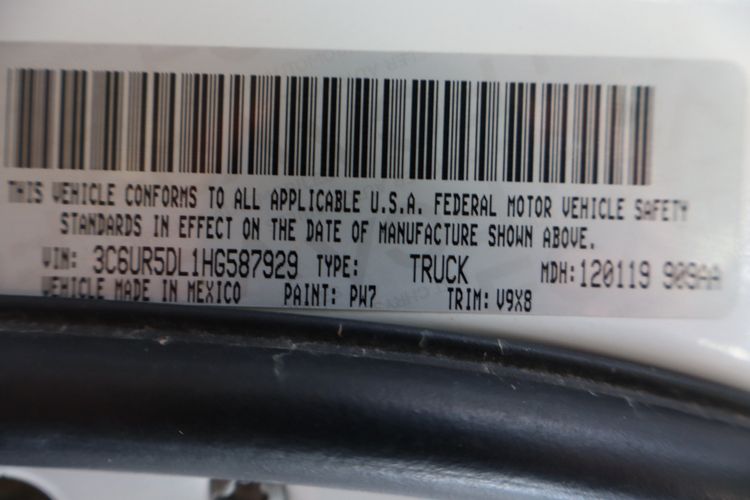 THIS VEHICLE CONFORMS TO ALL APPLICABLE U.S.A. FEDERAL MOTOR VEHICLE SAFETY
STANDARDS IN EFFECT ON THE DATE OF MANUFACTURE SHOWN ABOVE.
VIN: 3C6UR5DL1HG587929 TYPE: TRUCK MDH: 120119 909AA
VEHICLE MADE IN MEXICO PAINT: PW7 TRIM: V9X8